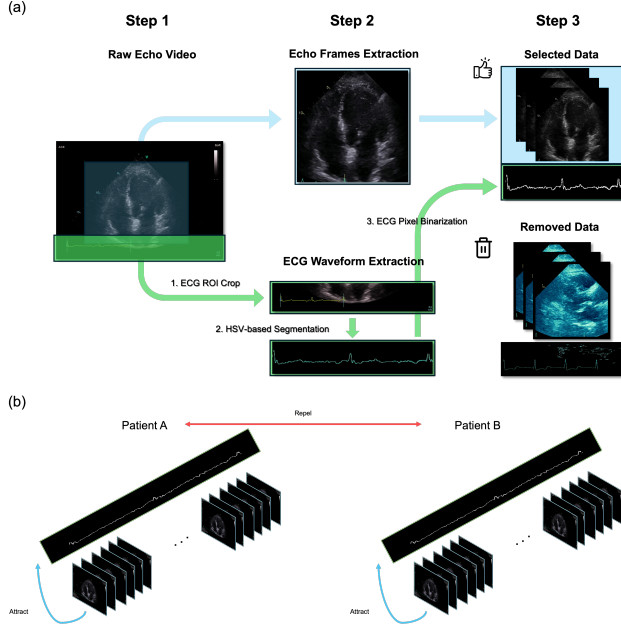 (a)
Step 1
Step 2
Step 3
Raw Echo Video
Echo Frames Extraction
Selected Data
3. ECG Pixel Binarization
Removed Data
ECG Waveform Extraction
1. ECG ROI Crop
2. HSV-based Segmentation
(b)
Repel
Patient A
Patient B
Attract
Attract